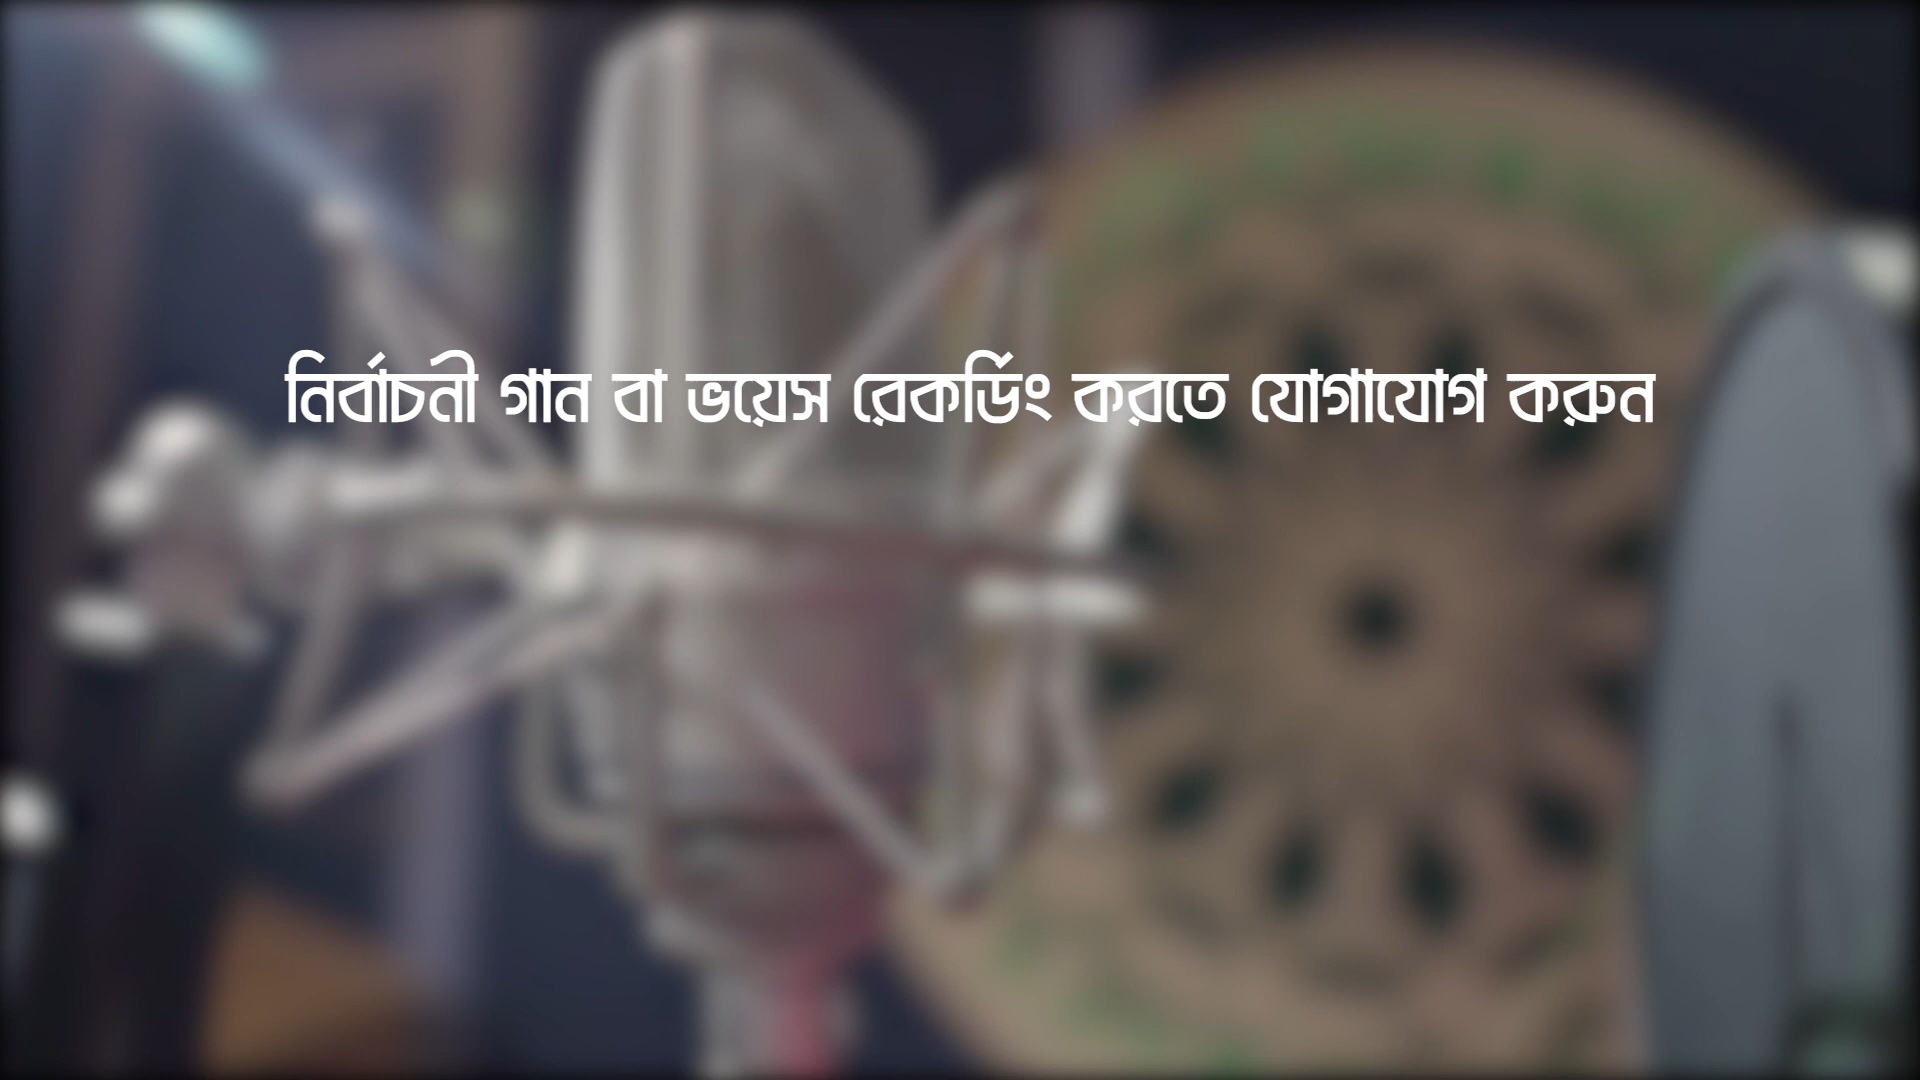 নির্বাচনী গান বা ভয়েস রেকর্ডিং করতে যোগাযোগ করুন